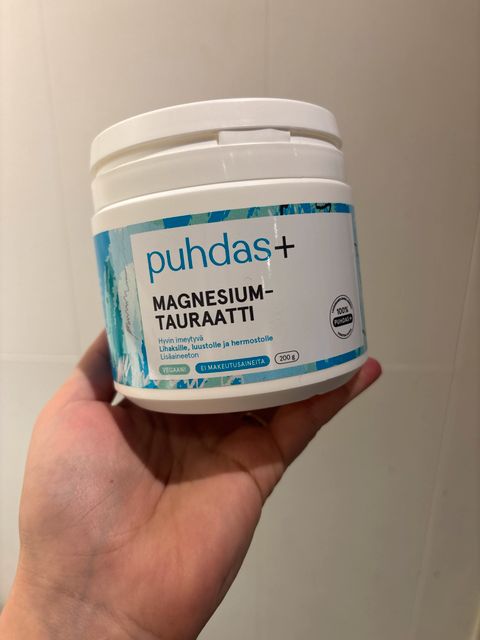 puhdas+
MAGNESIUM-
TAURAATTI
Hyvin imeytyvä
Lihaksille, luustolle ja hermostolle
Lisäaineeton
VEGAANI
EI MAKEUTUSAINEITA
200 g
100%
PUHDAS+